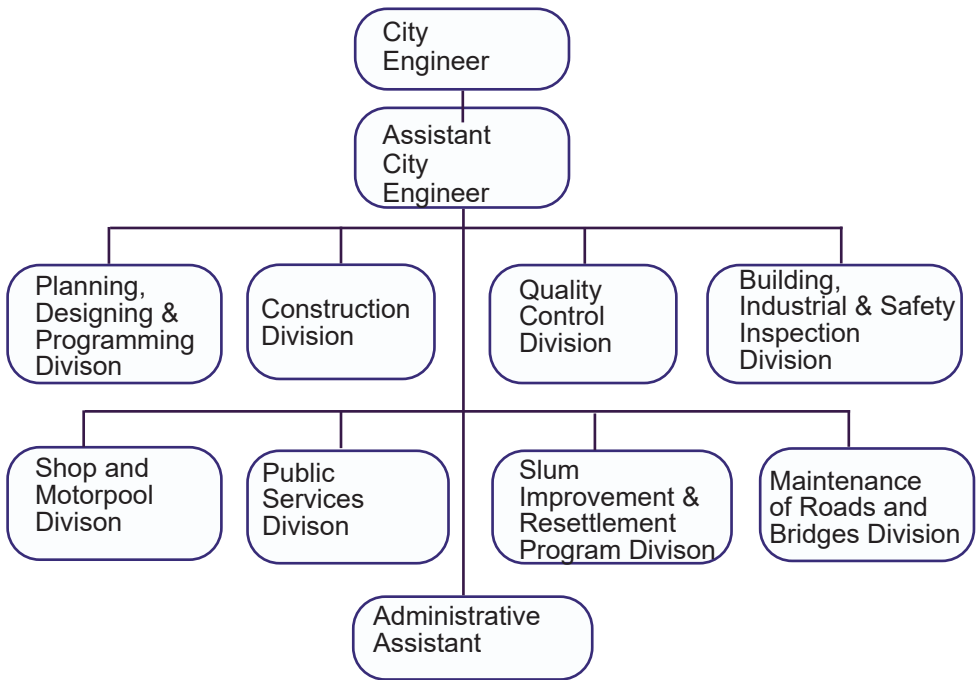 City
Engineer
Assistant
City
Engineer
Planning,
Designing &
Programming
Divison
Construction
Division
Quality
Control
Division
Building,
Industrial & Safety
Inspection
Division
Shop and
Motorpool
Divison
Public
Services
Divison
Slum
Improvement &
Resettlement
Program Divison
Maintenance
of Roads and
Bridges Division
Administrative
Assistant